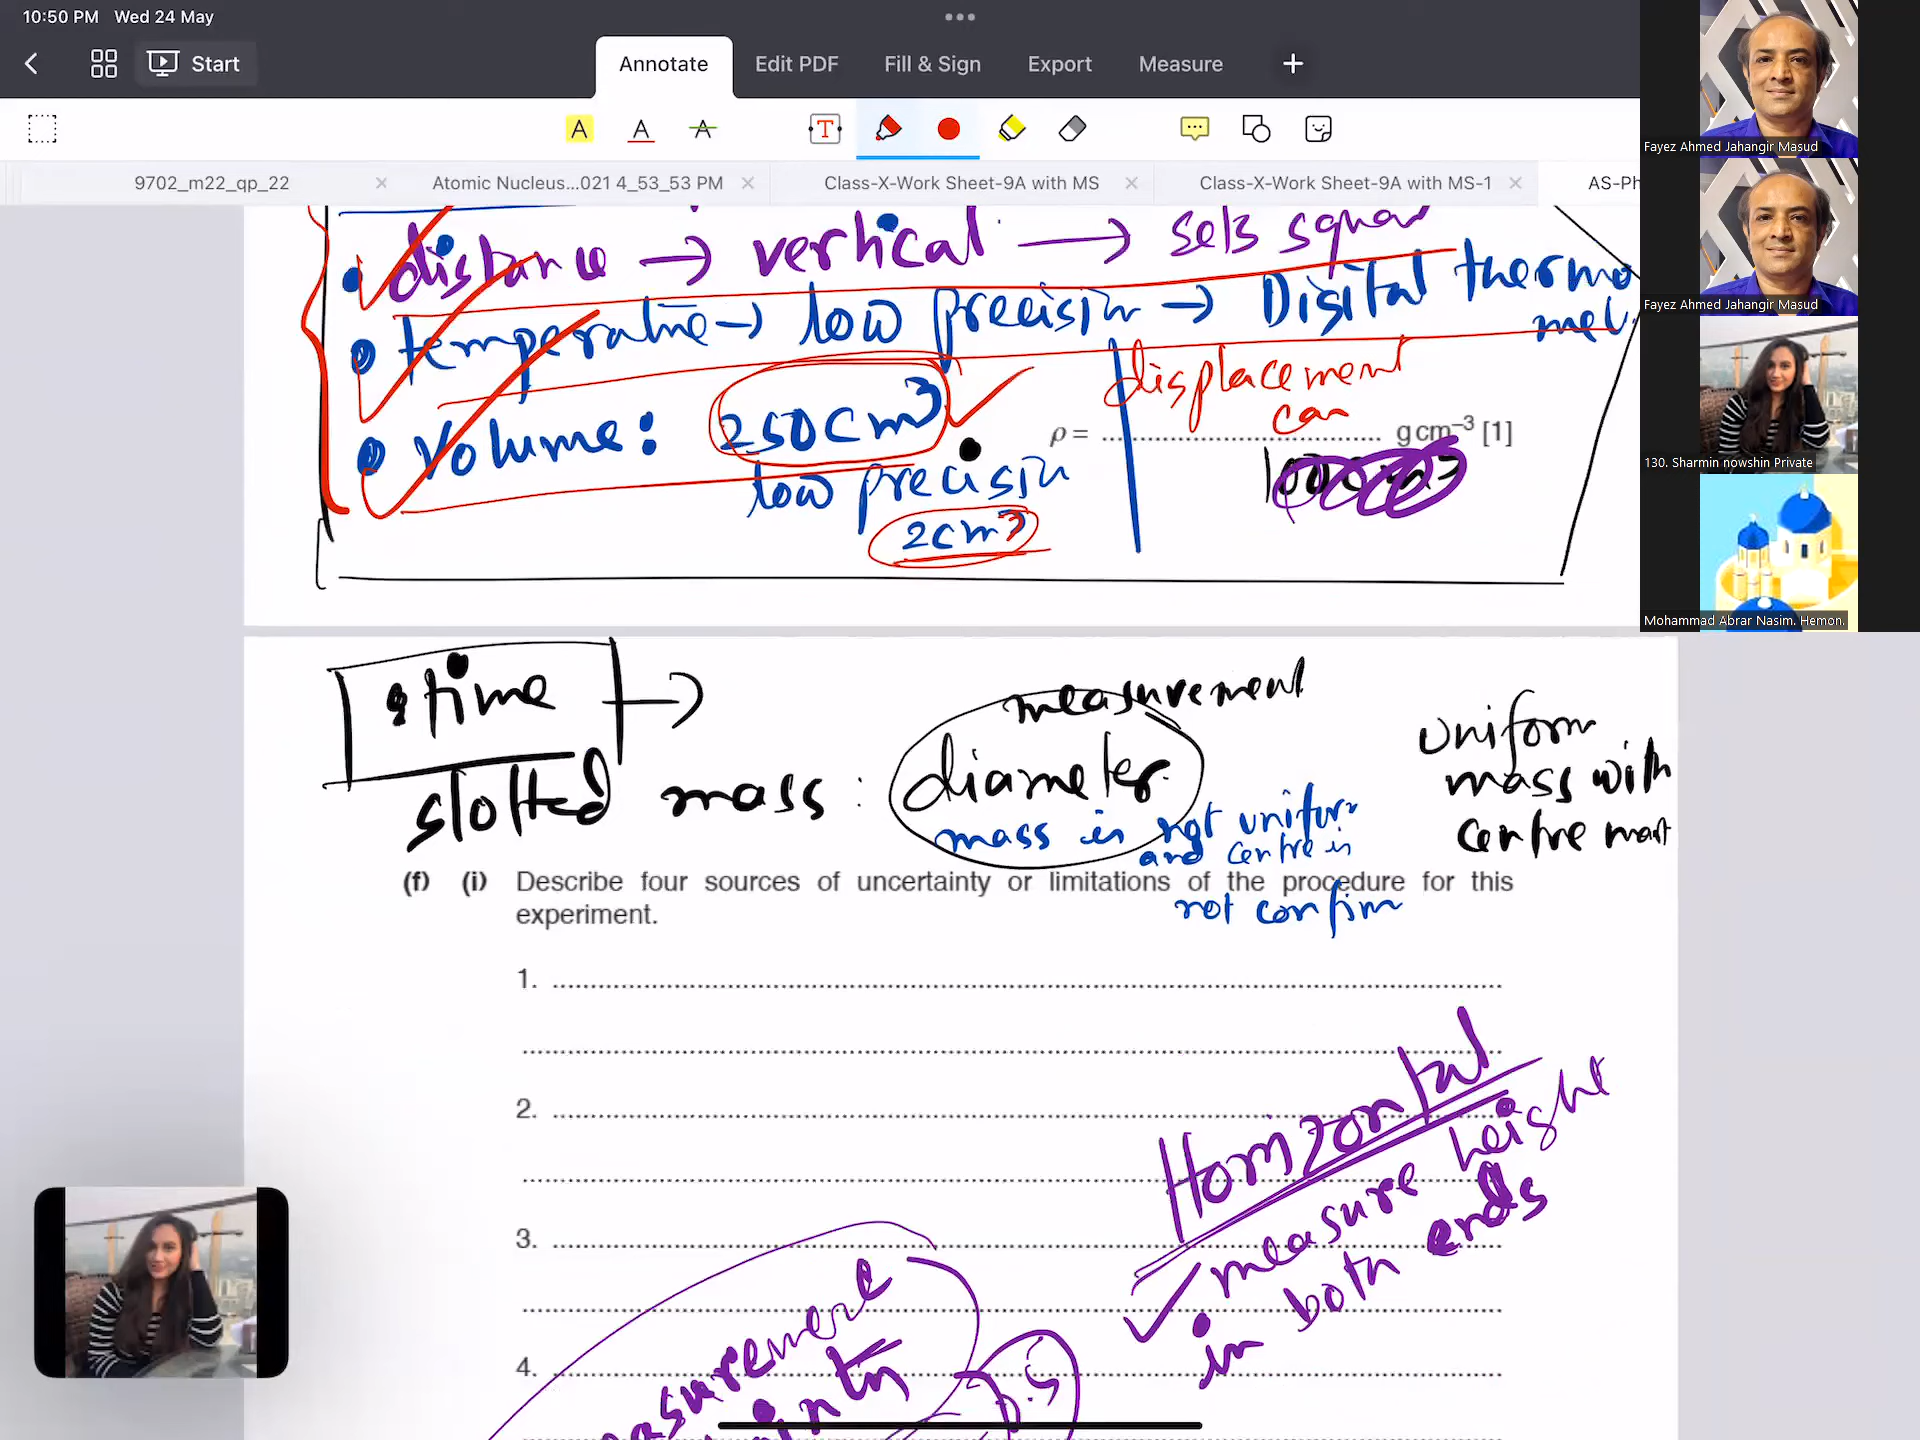 10:50 PM Wed 24 May
Start
Annotate
Edit PDF
Fill & Sign
Export
Measure
9702_m22_qp_22
Atomic Nucleus...021 4_53_53 PM
Class-X-Work Sheet-9A with MS
Class-X-Work Sheet-9A with MS-1
AS-Ph
Fayez Ahmed Jahangir Masud
Fayez Ahmed Jahangir Masud
130. Sharmin nowshin Private
Mohammad Abrar Nasim. Hemon.
distance → vertical → sets square
temperature → low precision → Digital thermo
met.
volume: 250cm³
displacement
can
ρ = ........ g cm⁻³ [1]
low precision
2cm³
time →
slotted mass : diameter
measurement
mass is not uniform
and centre is
not confirm
uniform
mass with
centre mark
(f) (i) Describe four sources of uncertainty or limitations of the procedure for this
experiment.
1.
2.
3.
4.
Horizontal
measure height
in both ends